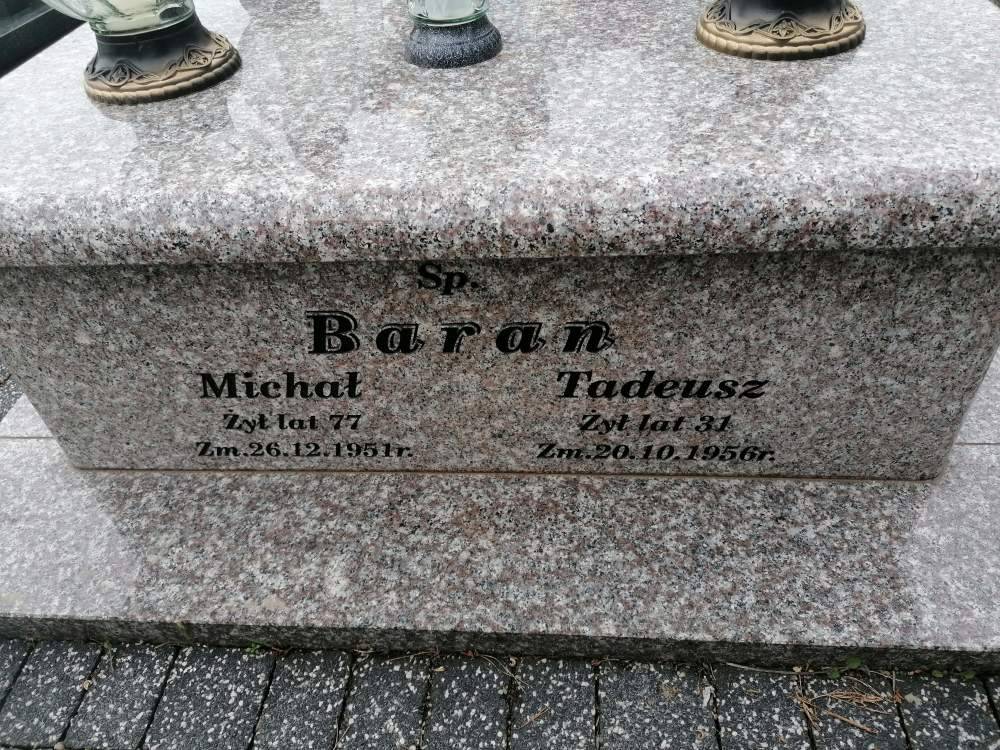 Sp.
Baran
Michał Tadeusz
Żył lat 77 Żył lat 31
Zm.26.12.1951r. Zm.20.10.1956r.